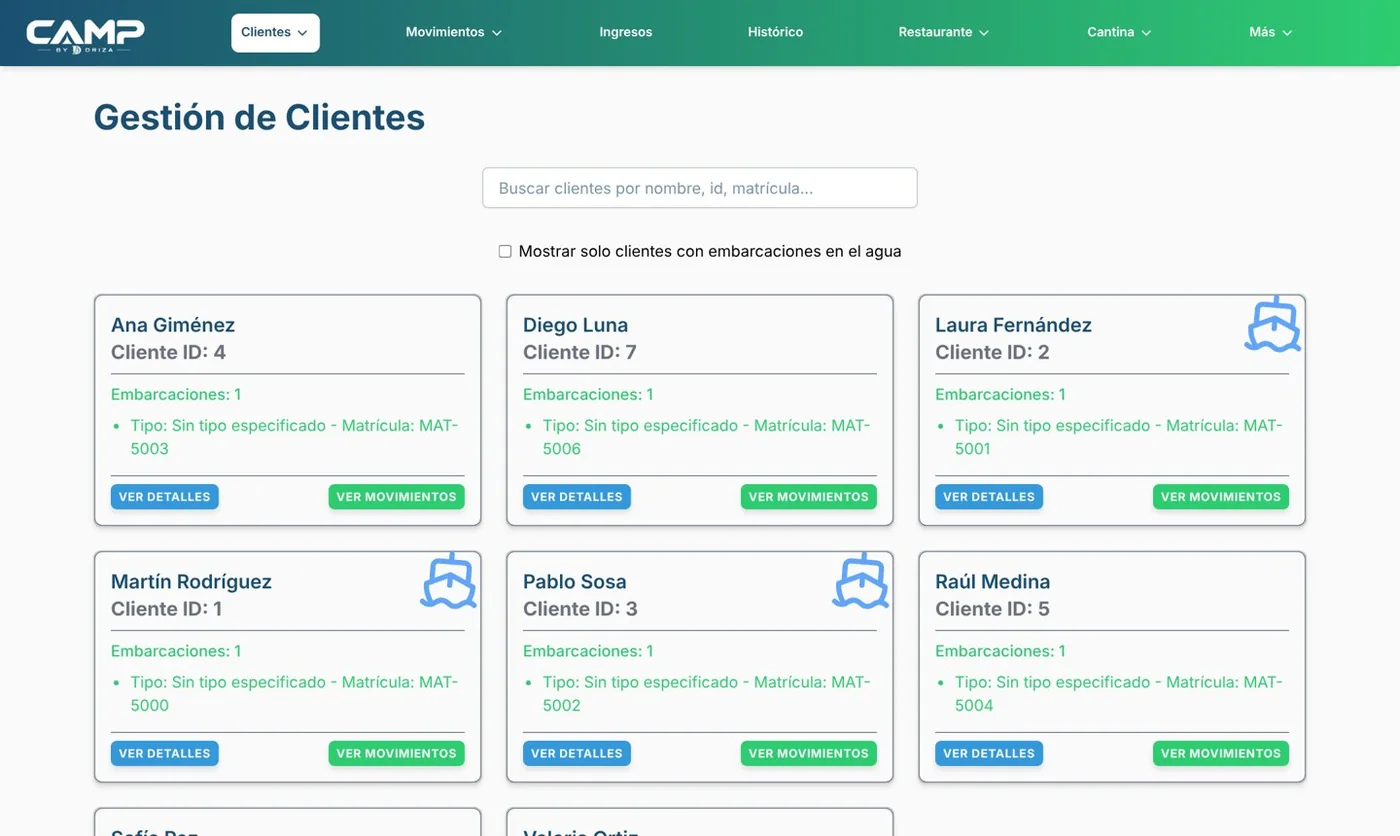 CAMP
BY DRIZA
Clientes
Movimientos
Ingresos
Histórico
Restaurante
Cantina
Más
Gestión de Clientes
Buscar clientes por nombre, id, matrícula...
Mostrar solo clientes con embarcaciones en el agua
Ana Giménez
Cliente ID: 4
Embarcaciones: 1
Tipo: Sin tipo especificado - Matrícula: MAT-
5003
VER DETALLES
VER MOVIMIENTOS
Diego Luna
Cliente ID: 7
Embarcaciones: 1
Tipo: Sin tipo especificado - Matrícula: MAT-
5006
VER DETALLES
VER MOVIMIENTOS
Laura Fernández
Cliente ID: 2
Embarcaciones: 1
Tipo: Sin tipo especificado - Matrícula: MAT-
5001
VER DETALLES
VER MOVIMIENTOS
Martín Rodríguez
Cliente ID: 1
Embarcaciones: 1
Tipo: Sin tipo especificado - Matrícula: MAT-
5000
VER DETALLES
VER MOVIMIENTOS
Pablo Sosa
Cliente ID: 3
Embarcaciones: 1
Tipo: Sin tipo especificado - Matrícula: MAT-
5002
VER DETALLES
VER MOVIMIENTOS
Raúl Medina
Cliente ID: 5
Embarcaciones: 1
Tipo: Sin tipo especificado - Matrícula: MAT-
5004
VER DETALLES
VER MOVIMIENTOS
Sofía Paz
Valeria Ortiz